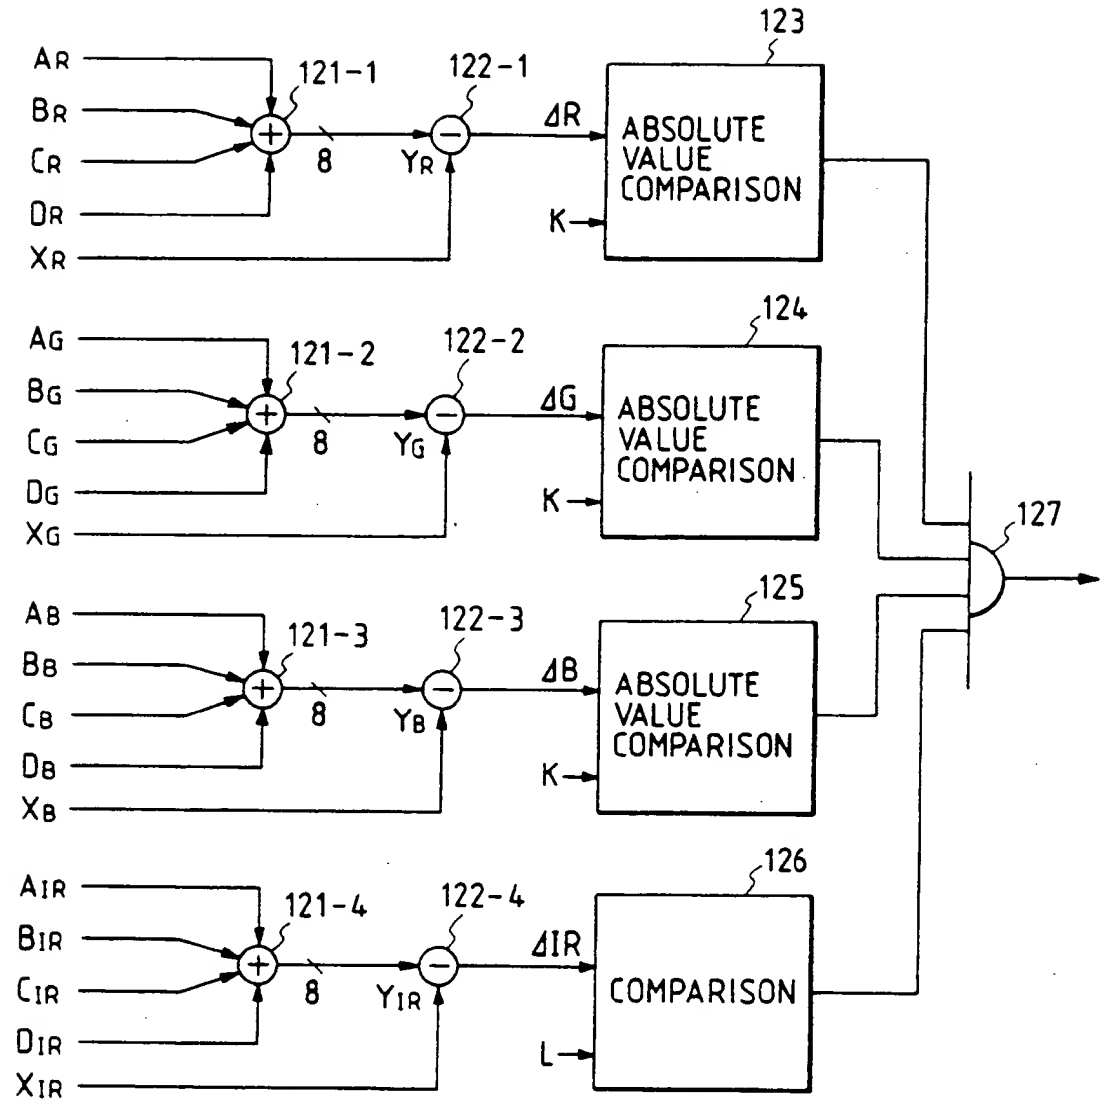 123
AR
121-1
122-1
BR
ΔR
ABSOLUTE
VALUE
COMPARISON
+
−
CR
8
YR
DR
K
XR
124
AG
121-2
122-2
BG
ΔG
ABSOLUTE
VALUE
COMPARISON
+
−
CG
8
YG
DG
K
XG
127
125
AB
121-3
122-3
BB
ΔB
ABSOLUTE
VALUE
COMPARISON
+
−
CB
8
YB
DB
K
XB
126
AIR
121-4
122-4
BIR
ΔIR
+
−
CIR
8
YIR
COMPARISON
DIR
L
XIR